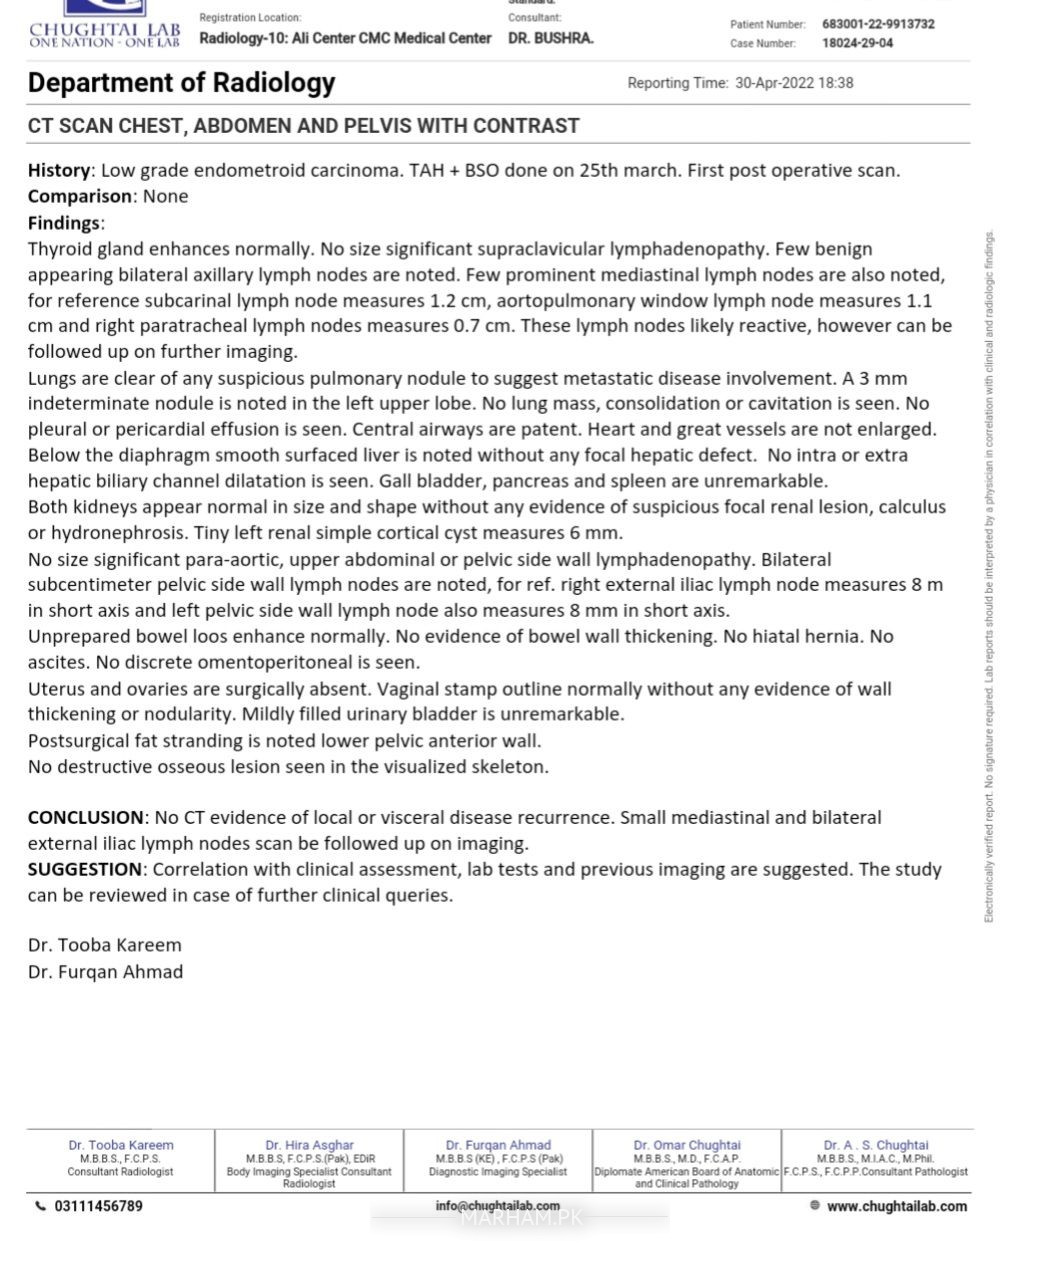 CHUGHTAI LAB
ONE NATION - ONE LAB
Registration Location:
Radiology-10: Ali Center CMC Medical Center
Standard:
Consultant:
DR. BUSHRA.
Patient Number: 683001-22-9913732
Case Number: 18024-29-04
Department of Radiology
Reporting Time: 30-Apr-2022 18:38
CT SCAN CHEST, ABDOMEN AND PELVIS WITH CONTRAST
History: Low grade endometroid carcinoma. TAH + BSO done on 25th march. First post operative scan.
Comparison: None
Findings:
Thyroid gland enhances normally. No size significant supraclavicular lymphadenopathy. Few benign
appearing bilateral axillary lymph nodes are noted. Few prominent mediastinal lymph nodes are also noted,
for reference subcarinal lymph node measures 1.2 cm, aortopulmonary window lymph node measures 1.1
cm and right paratracheal lymph nodes measures 0.7 cm. These lymph nodes likely reactive, however can be
followed up on further imaging.
Lungs are clear of any suspicious pulmonary nodule to suggest metastatic disease involvement. A 3 mm
indeterminate nodule is noted in the left upper lobe. No lung mass, consolidation or cavitation is seen. No
pleural or pericardial effusion is seen. Central airways are patent. Heart and great vessels are not enlarged.
Below the diaphragm smooth surfaced liver is noted without any focal hepatic defect. No intra or extra
hepatic biliary channel dilatation is seen. Gall bladder, pancreas and spleen are unremarkable.
Both kidneys appear normal in size and shape without any evidence of suspicious focal renal lesion, calculus
or hydronephrosis. Tiny left renal simple cortical cyst measures 6 mm.
No size significant para-aortic, upper abdominal or pelvic side wall lymphadenopathy. Bilateral
subcentimeter pelvic side wall lymph nodes are noted, for ref. right external iliac lymph node measures 8 m
in short axis and left pelvic side wall lymph node also measures 8 mm in short axis.
Unprepared bowel loos enhance normally. No evidence of bowel wall thickening. No hiatal hernia. No
ascites. No discrete omentoperitoneal is seen.
Uterus and ovaries are surgically absent. Vaginal stamp outline normally without any evidence of wall
thickening or nodularity. Mildly filled urinary bladder is unremarkable.
Postsurgical fat stranding is noted lower pelvic anterior wall.
No destructive osseous lesion seen in the visualized skeleton.
CONCLUSION: No CT evidence of local or visceral disease recurrence. Small mediastinal and bilateral
external iliac lymph nodes scan be followed up on imaging.
SUGGESTION: Correlation with clinical assessment, lab tests and previous imaging are suggested. The study
can be reviewed in case of further clinical queries.
Dr. Tooba Kareem
Dr. Furqan Ahmad
Electronically verified report. No signature required. Lab reports should be interpreted by a physician in correlation with clinical and radiologic findings.
Dr. Tooba Kareem
M.B.B.S., F.C.P.S.
Consultant Radiologist
Dr. Hira Asghar
M.B.B.S, F.C.P.S.(Pak), EDiR
Body Imaging Specialist Consultant
Radiologist
Dr. Furqan Ahmad
M.B.B.S (KE) , F.C.P.S (Pak)
Diagnostic Imaging Specialist
Dr. Omar Chughtai
M.B.B.S., M.D., F.C.A.P.
Diplomate American Board of Anatomic
and Clinical Pathology
Dr. A . S. Chughtai
M.B.B.S., M.I.A.C., M.Phil.
F.C.P.S., F.C.P.P.Consultant Pathologist
03111456789
info@chughtailab.com
www.chughtailab.com
MARHAM.PK